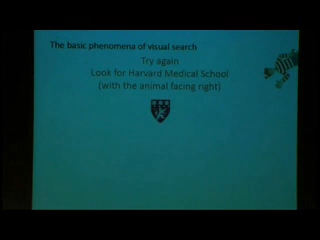 The basic phenomena of visual search
Try again
Look for Harvard Medical School
(with the animal facing right)